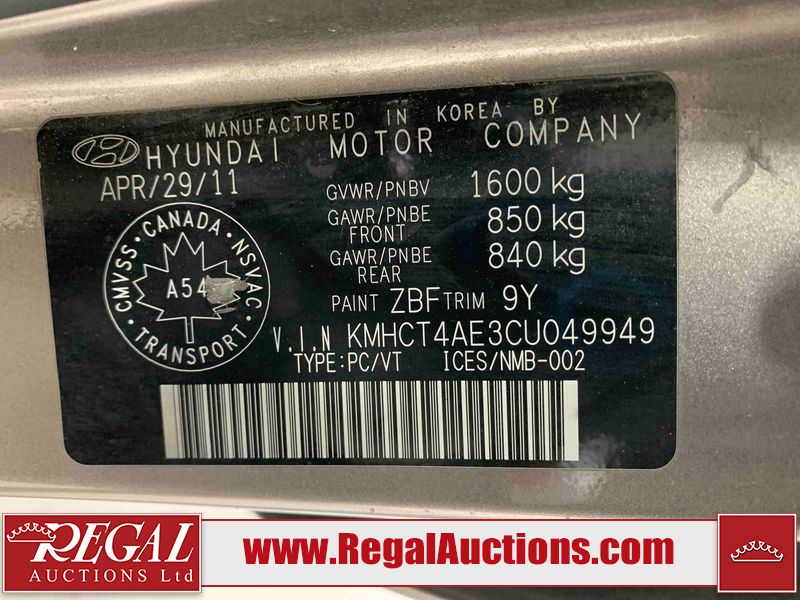 MANUFACTURED IN KOREA BY
HYUNDAI MOTOR COMPANY
APR/29/11
GVWR/PNBV 1600 kg
GAWR/PNBE FRONT 850 kg
GAWR/PNBE REAR 840 kg
PAINT ZBF TRIM 9Y
CMVSS · CANADA · NSVAC · TRANSPORT ·
A54
V.I.N KMHCT4AE3CU049949
TYPE:PC/VT ICES/NMB-002
REGAL
AUCTIONS Ltd
www.RegalAuctions.com